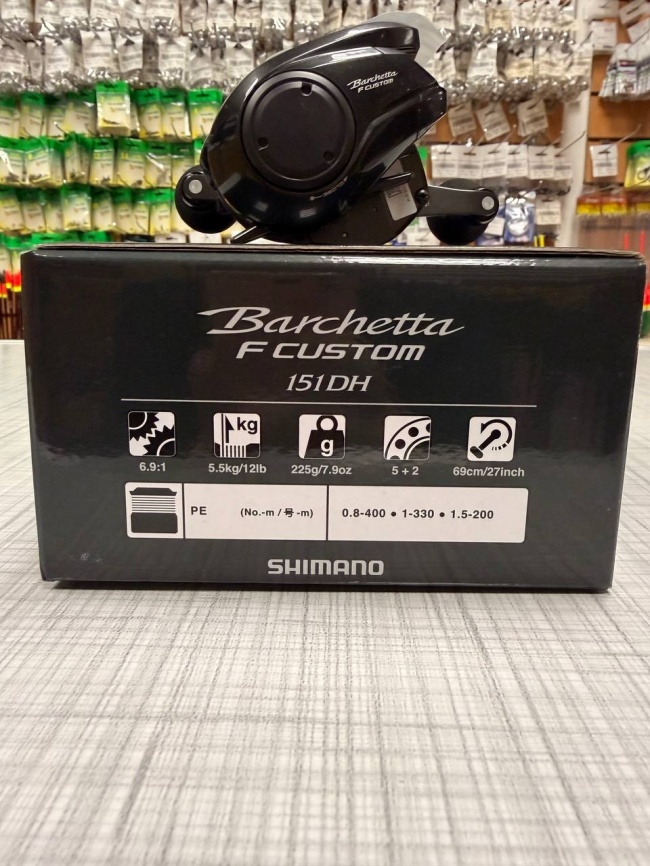 Barchetta
F CUSTOM
Barchetta
F CUSTOM
151DH
kg
g
6.9:1
5.5kg/12lb
225g/7.9oz
5 + 2
69cm/27inch
PE (No.-m / 号 -m) 0.8-400 ● 1-330 ● 1.5-200
SHIMANO